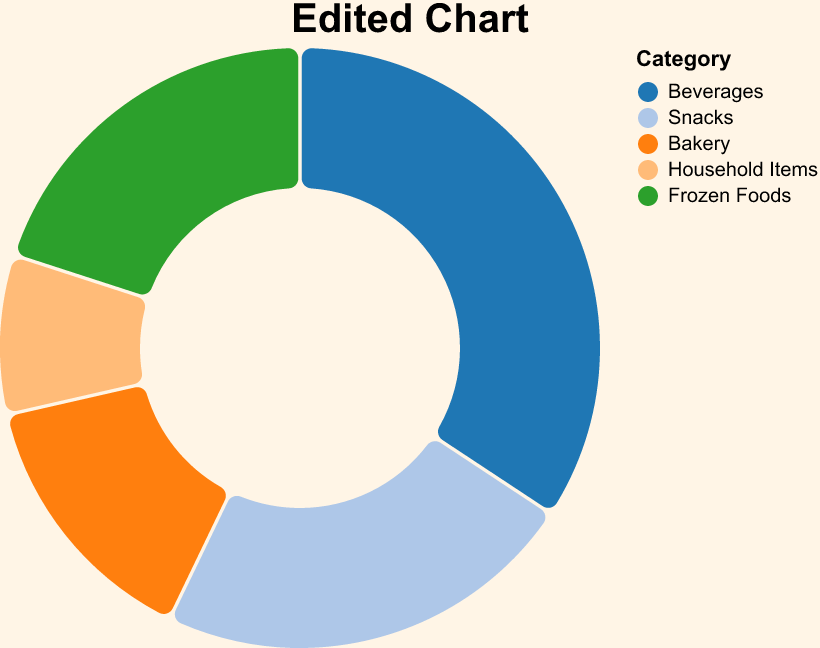 Edited Chart
Category
Beverages
Snacks
Bakery
Household Items
Frozen Foods